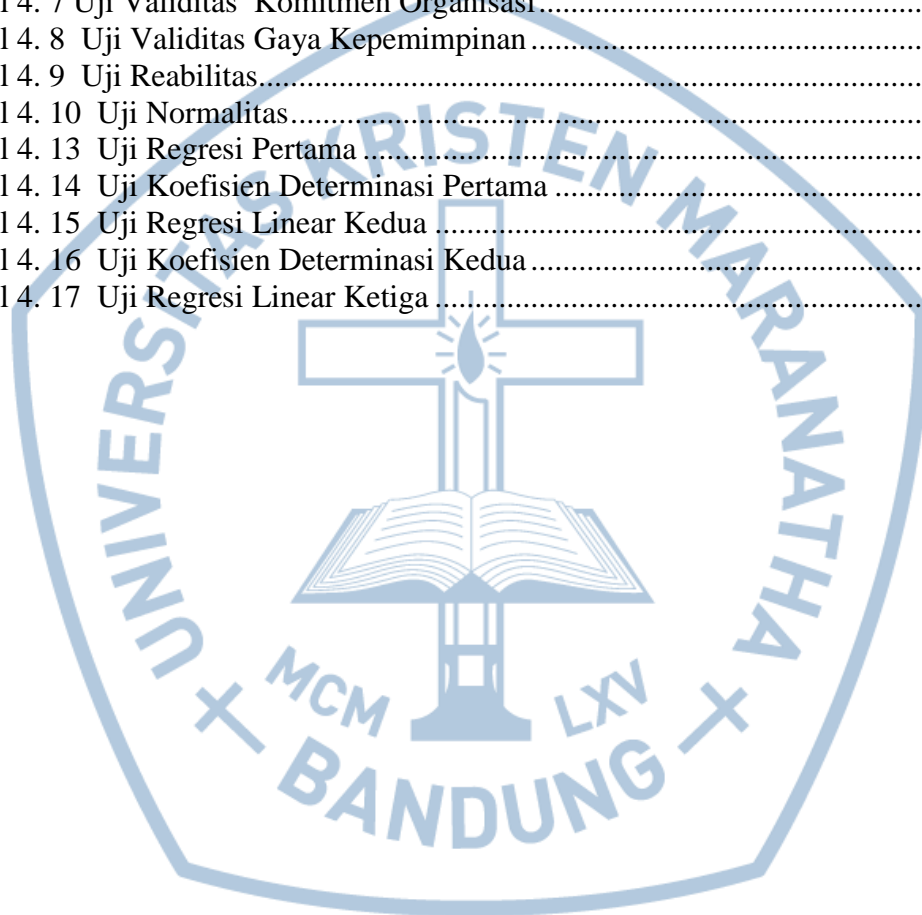 l 4. 7 Uji Validitas Komitmen Organisasi
l 4. 8 Uji Validitas Gaya Kepemimpinan
l 4. 9 Uji Reabilitas
l 4. 10 Uji Normalitas
l 4. 13 Uji Regresi Pertama
l 4. 14 Uji Koefisien Determinasi Pertama
l 4. 15 Uji Regresi Linear Kedua
l 4. 16 Uji Koefisien Determinasi Kedua
l 4. 17 Uji Regresi Linear Ketiga
UNIVERSITAS KRISTEN MARANATHA
MCM LXV
BANDUNG